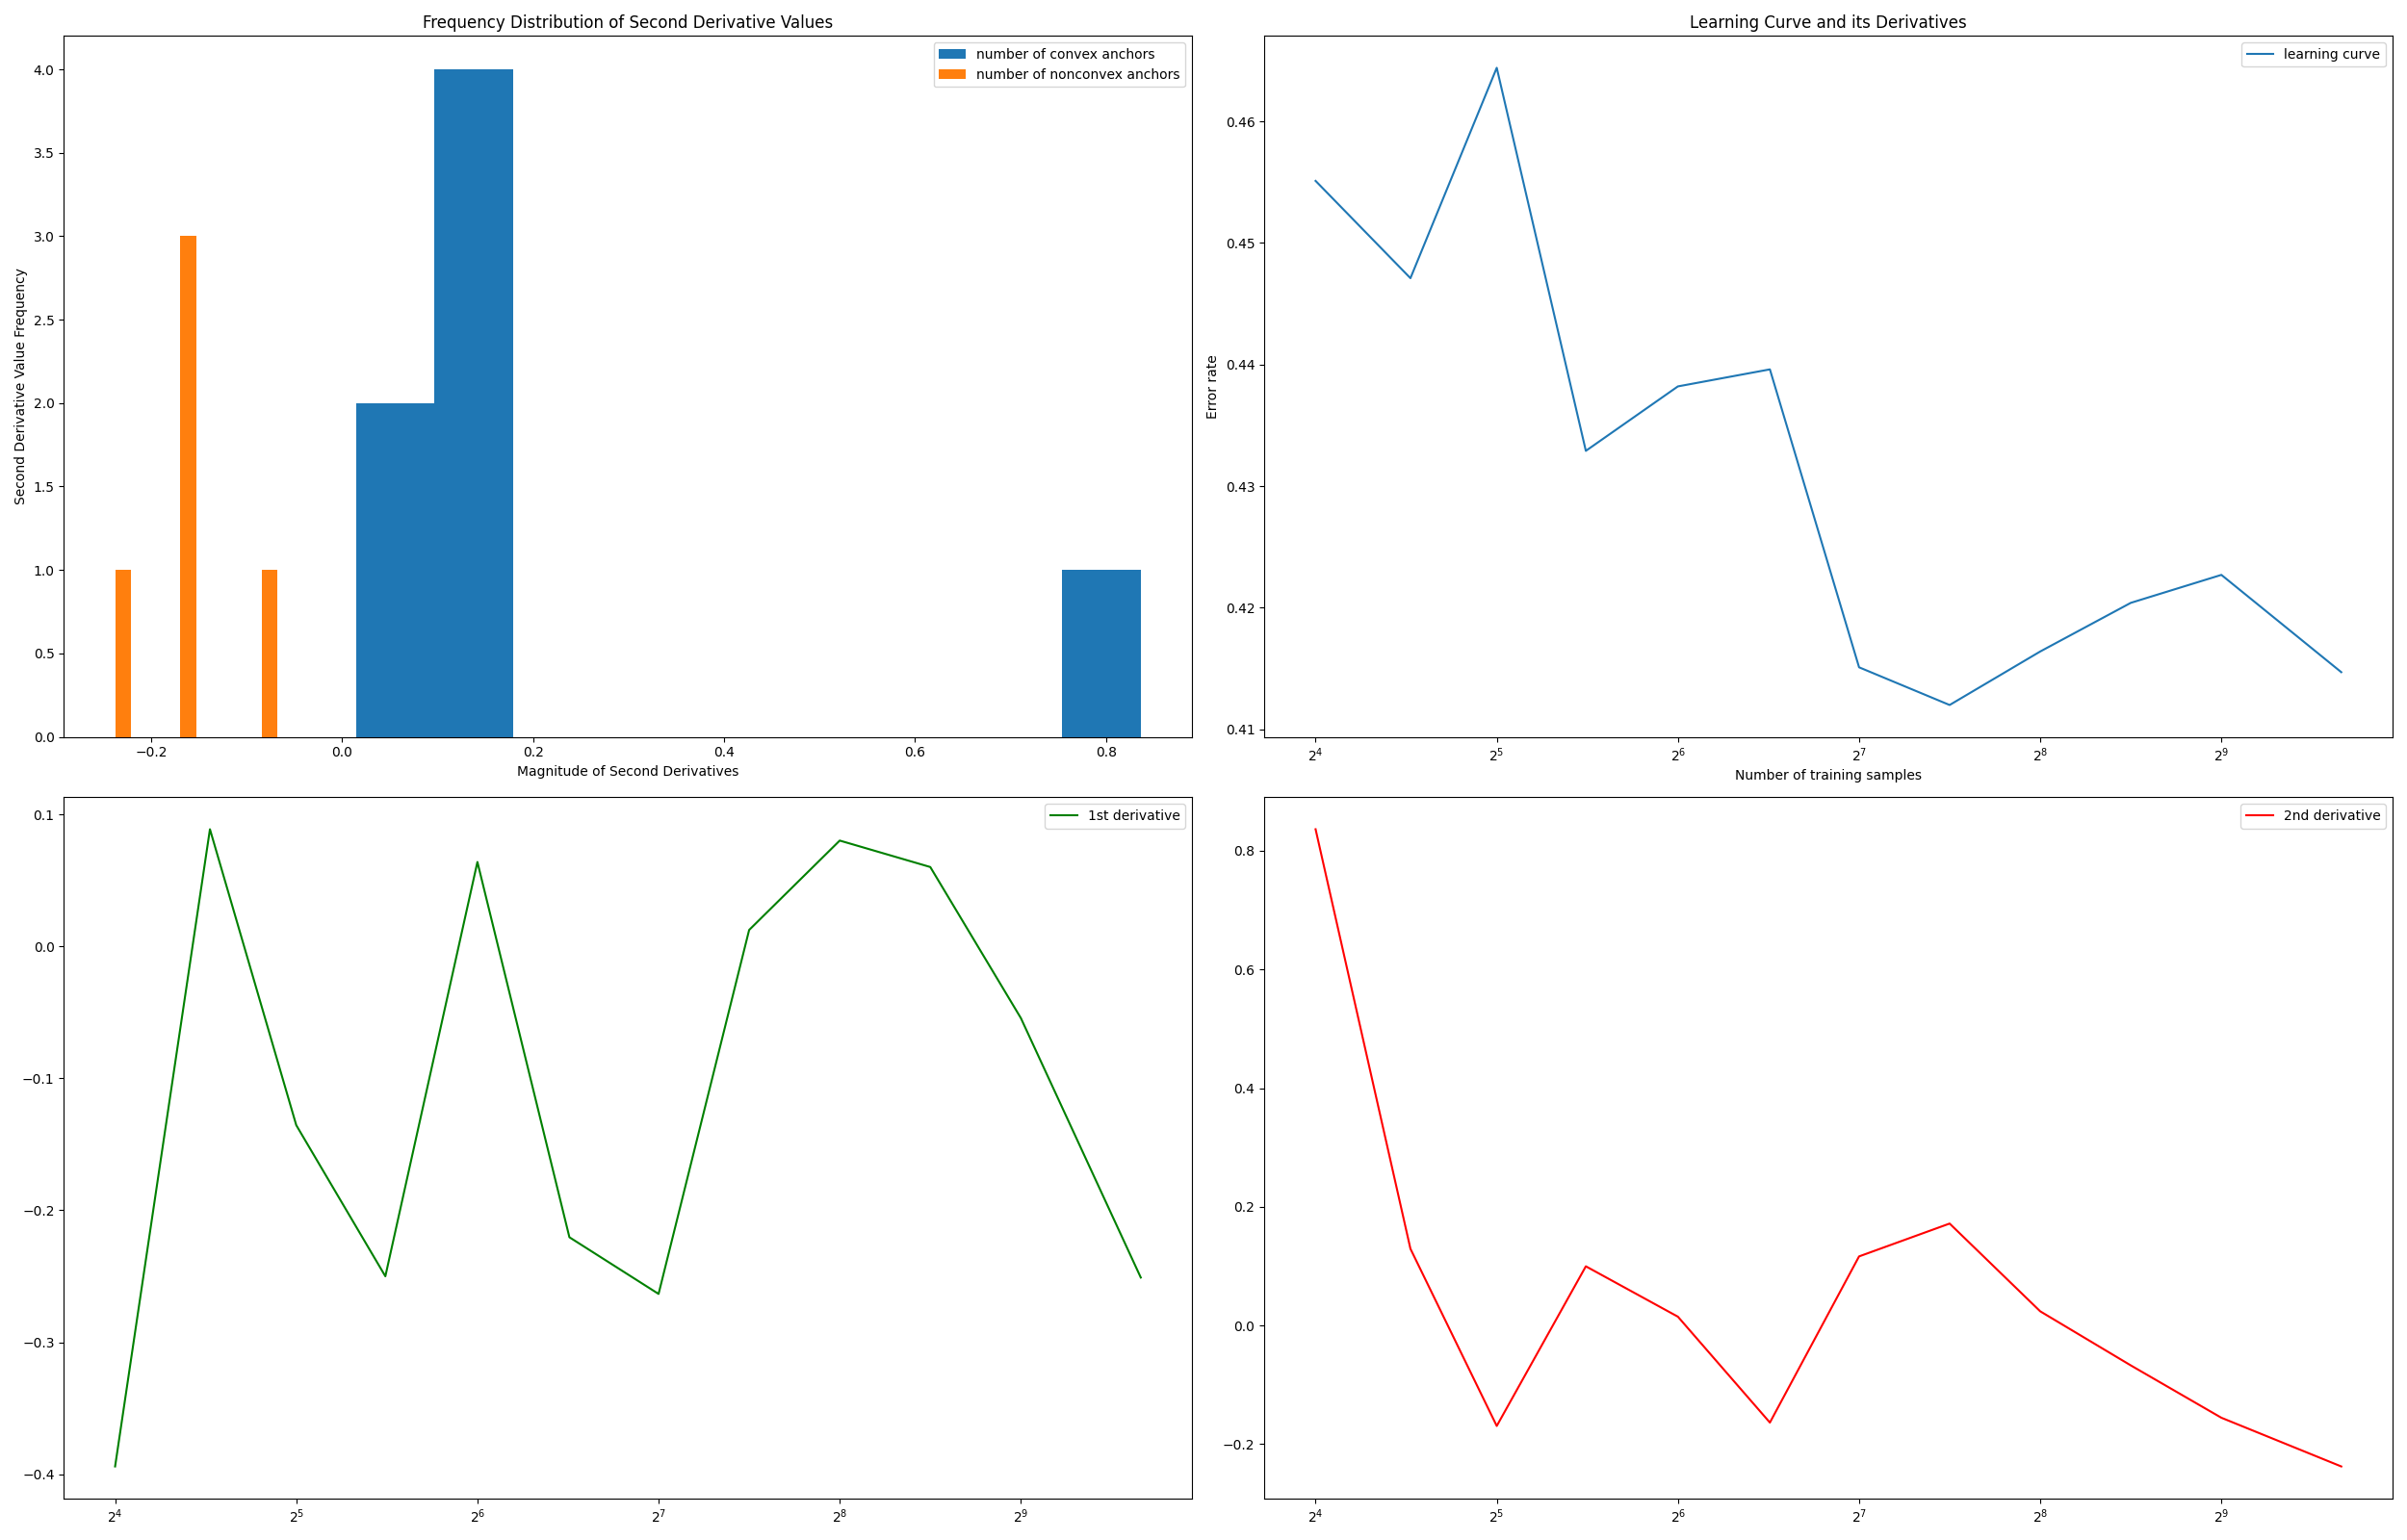 Frequency Distribution of Second Derivative Values
number of convex anchors
number of nonconvex anchors
4.0
3.5
3.0
2.5
2.0
1.5
1.0
0.5
0.0
Second Derivative Value Frequency
−0.2 0.0 0.2 0.4 0.6 0.8
Magnitude of Second Derivatives
Learning Curve and its Derivatives
learning curve
0.46
0.45
0.44
0.43
0.42
0.41
Error rate
2⁴ 2⁵ 2⁶ 2⁷ 2⁸ 2⁹
Number of training samples
1st derivative
0.1
0.0
−0.1
−0.2
−0.3
−0.4
2⁴ 2⁵ 2⁶ 2⁷ 2⁸ 2⁹
2nd derivative
0.8
0.6
0.4
0.2
0.0
−0.2
2⁴ 2⁵ 2⁶ 2⁷ 2⁸ 2⁹